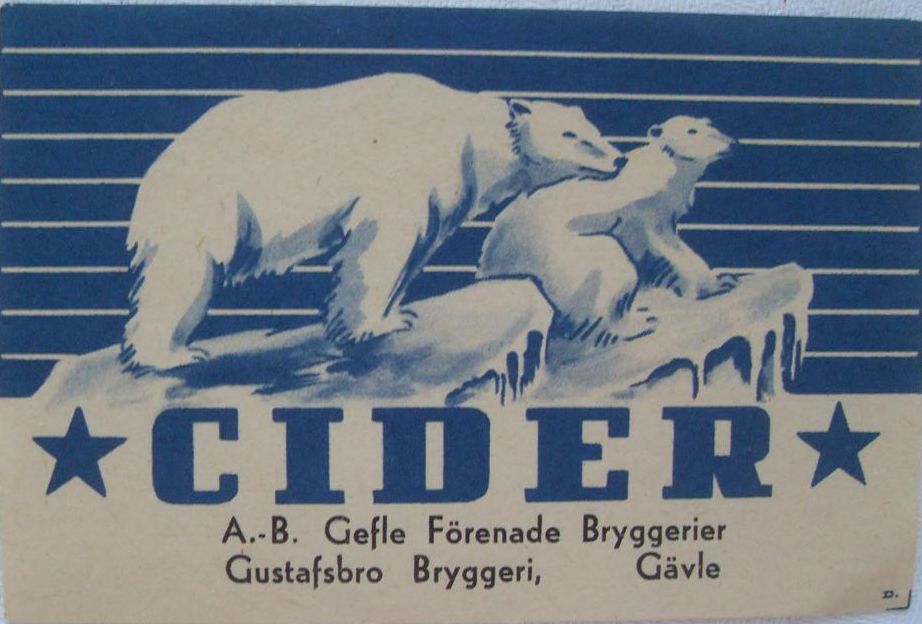 CIDER
A.-B. Gefle Förenade Bryggerier
Gustafsbro Bryggeri, Gävle
D.